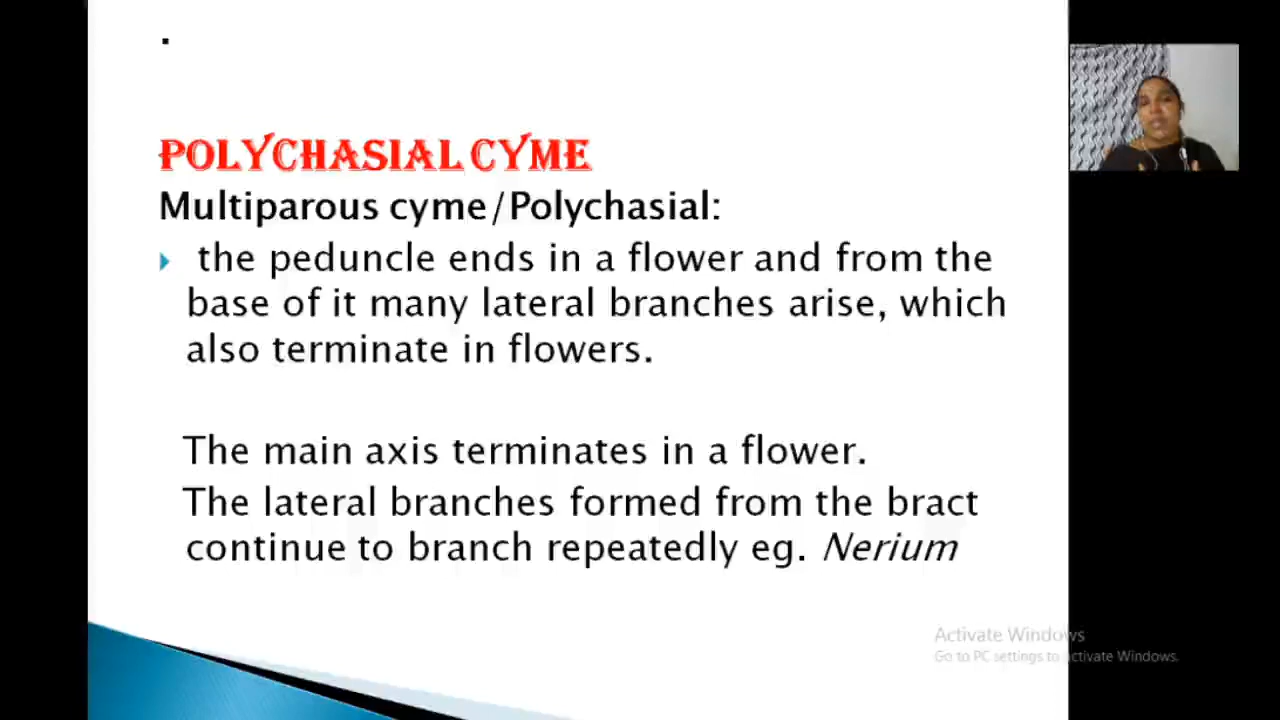 .
POLYCHASIAL CYME
Multiparous cyme/Polychasial:
the peduncle ends in a flower and from the
base of it many lateral branches arise, which
also terminate in flowers.
The main axis terminates in a flower.
The lateral branches formed from the bract
continue to branch repeatedly eg. Nerium
Activate Windows
Go to PC settings to activate Windows.